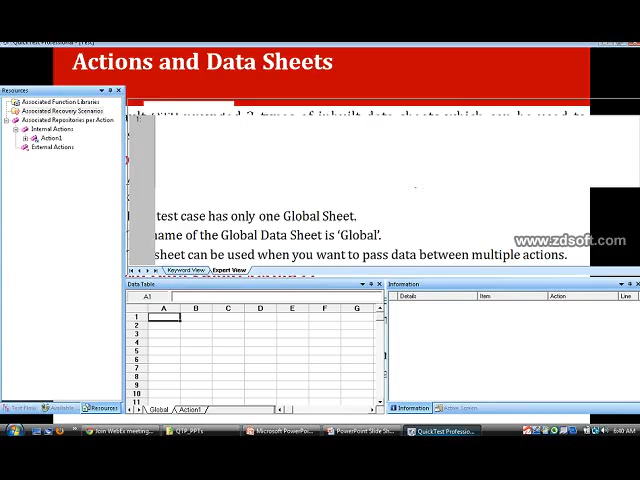 QuickTest Professional - [Test]
Actions and Data Sheets
Resources
Associated Function Libraries
Associated Recovery Scenarios
Associated Repositories per Action
Internal Actions
Action1
External Actions
test case has only one Global Sheet.
name of the Global Data Sheet is 'Global'.
sheet can be used when you want to pass data between multiple actions.
www.zdsoft.com
Keyword View Expert View
Data Table
Information
A1
Details Item Action Line
A B C D E F G
1
2
3
4
5
6
7
8
9
10
11
Global Action1
Test Flow Available... Resources
Information Active Screen
Join WebEx meeting... QTP_PPTs Microsoft PowerPoi... PowerPoint Slide Sh... QuickTest Professio... 6:40 AM